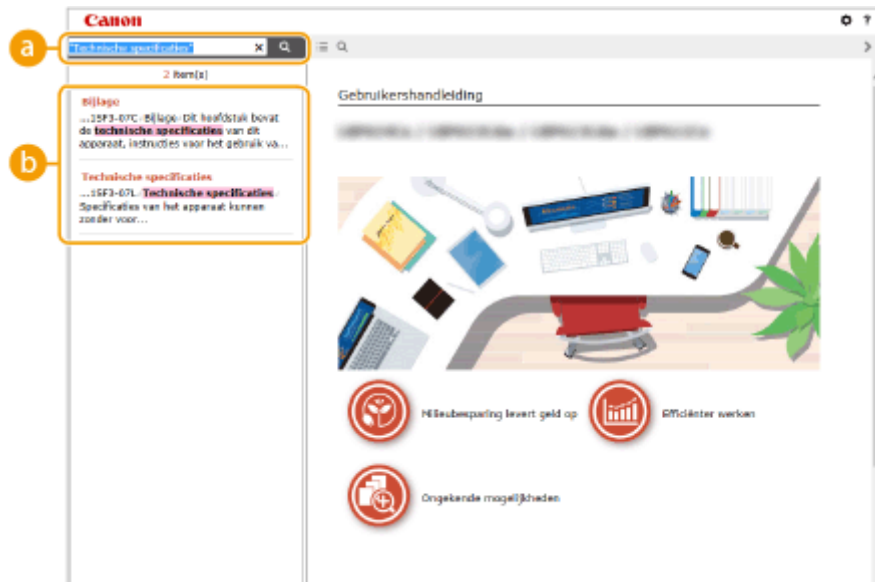 Canon
?
a
"Technische specificaties" x
2 Item(s)
b
Bijlage
...15F3-07C Bijlage Dit hoofdstuk bevat
de technische specificaties van dit
apparaat, instructies voor het gebruik va...
Technische specificaties
...15F3-07L Technische specificaties
Specificaties van het apparaat kunnen
zonder voor...
Gebruikershandleiding
Milieubesparing levert geld op
Efficiënter werken
Ongekende mogelijkheden